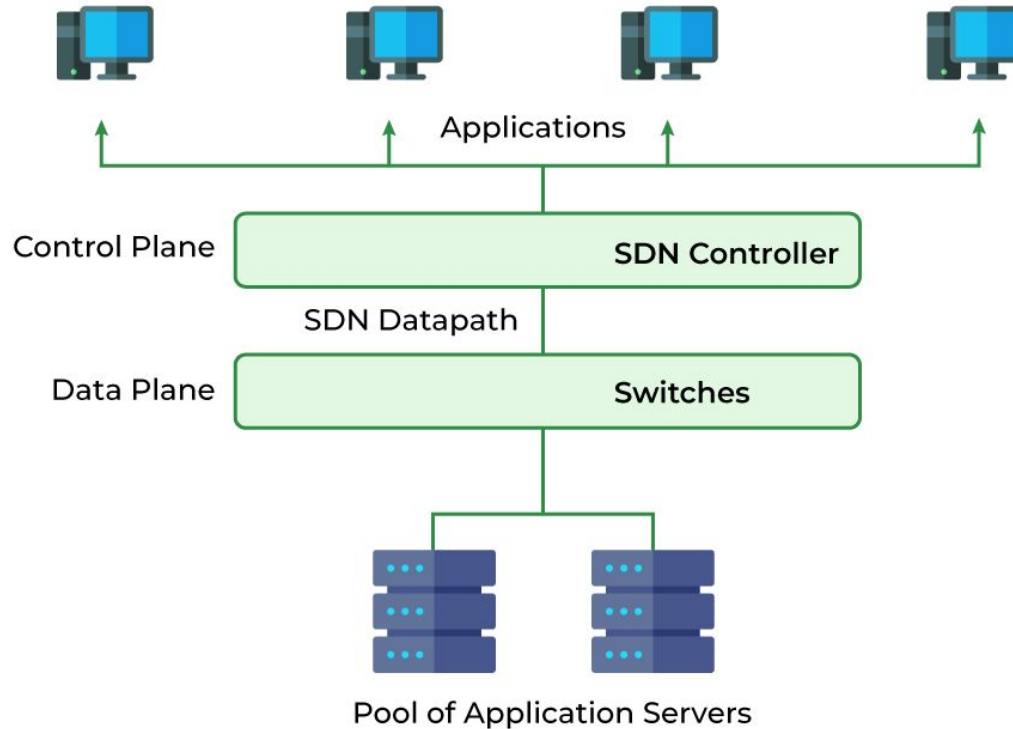 Applications
Control Plane
SDN Controller
SDN Datapath
Data Plane
Switches
Pool of Application Servers